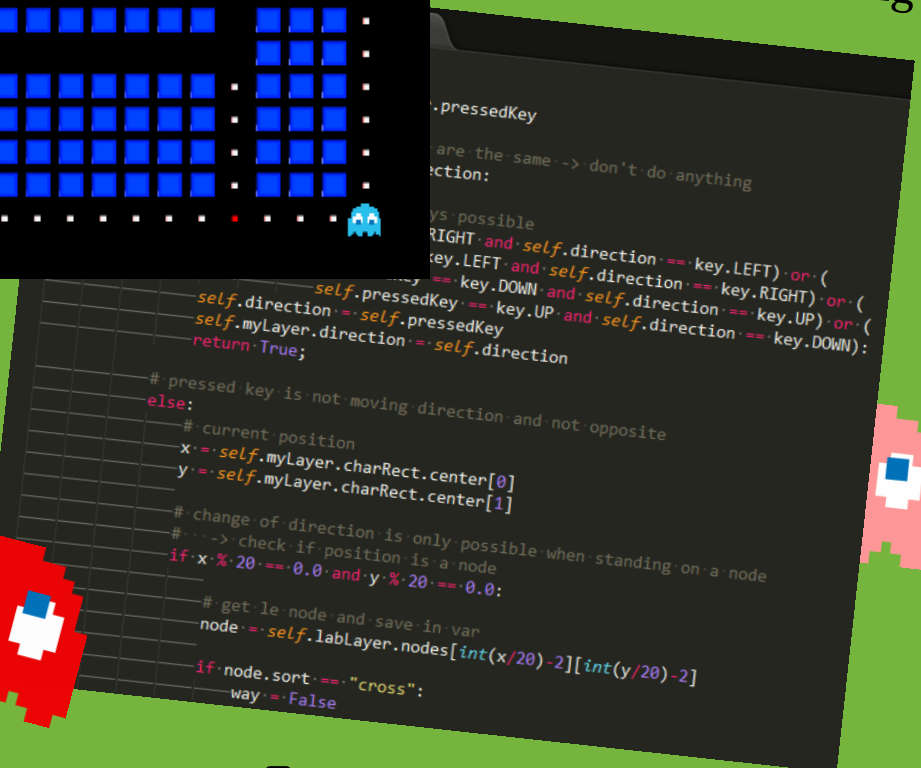 g
.pressedKey
are the same -> don't do anything
ection:
ys possible
RIGHT and self.direction == key.LEFT) or (
key.LEFT and self.direction == key.RIGHT) or (
key == key.DOWN and self.direction == key.UP) or (
self.pressedKey == key.UP and self.direction == key.DOWN):
self.direction = self.pressedKey
self.myLayer.direction = self.direction
return True;
# pressed key is not moving direction and not opposite
else:
# current position
x = self.myLayer.charRect.center[0]
y = self.myLayer.charRect.center[1]
# change of direction is only possible when standing on a node
#   -> check if position is a node
if x % 20 == 0.0 and y % 20 == 0.0:
# get le node and save in var
node = self.labLayer.nodes[int(x/20)-2][int(y/20)-2]
if node.sort == "cross":
way = False